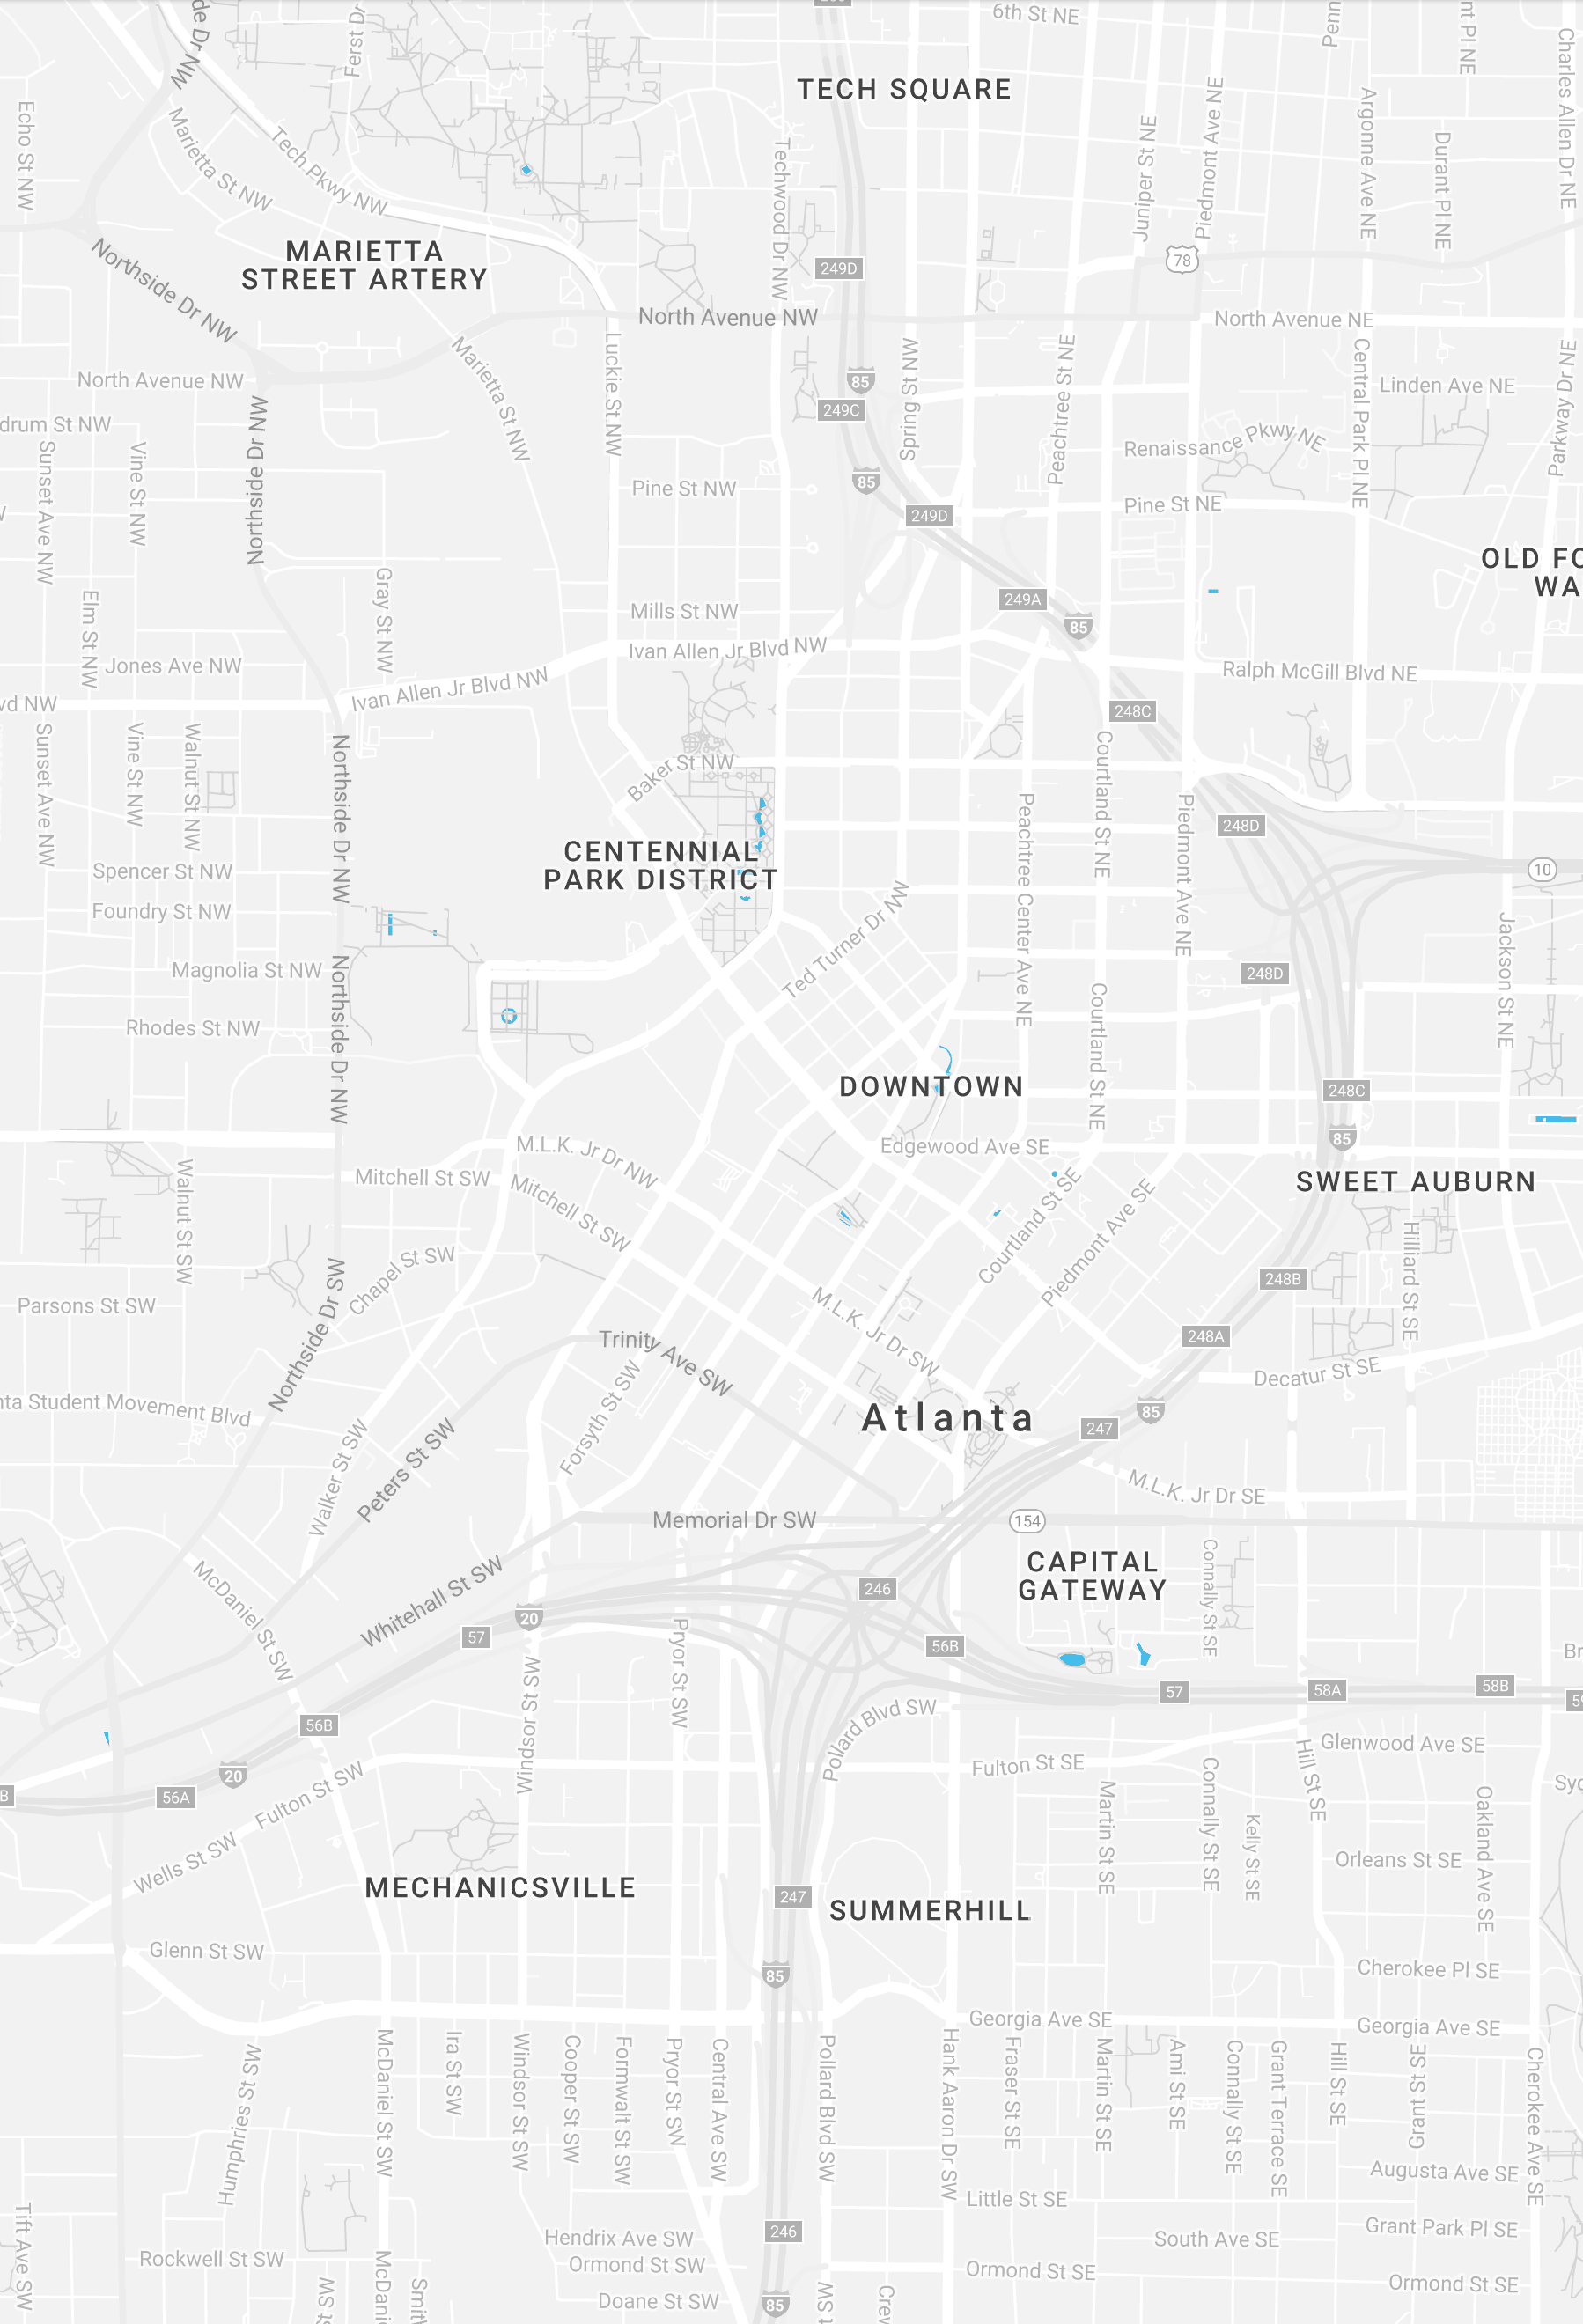 6th St NE
TECH SQUARE
Ferst Dr
Echo St NW
Marietta St NW
Tech Pkwy NW
Techwood Dr NW
Juniper St NE
Piedmont Ave NE
Argonne Ave NE
Durant Pl NE
Charles Allen Dr NE
MARIETTA
STREET ARTERY
Northside Dr NW
249D
78
North Avenue NW
North Avenue NE
Luckie St NW
Marietta St NW
Spring St NW
Peachtree St NE
Central Park Pl NE
Parkway Dr NE
North Avenue NW
85
249C
Linden Ave NE
drum St NW
Northside Dr NW
Sunset Ave NW
Vine St NW
Renaissance Pkwy NE
Pine St NW
85
249D
Pine St NE
OLD FO
WA
Elm St NW
Gray St NW
Mills St NW
249A
85
Jones Ave NW
Ivan Allen Jr Blvd NW
Ivan Allen Jr Blvd NW
Ralph McGill Blvd NE
vd NW
248C
Sunset Ave NW
Vine St NW
Walnut St NW
Northside Dr NW
Baker St NW
Courtland St NE
Peachtree Center Ave NE
Piedmont Ave NE
248D
CENTENNIAL
PARK DISTRICT
Spencer St NW
10
Foundry St NW
Ted Turner Dr NW
Jackson St NE
Magnolia St NW
Northside Dr NW
248D
Courtland St NE
Rhodes St NW
DOWNTOWN
248C
85
M.L.K. Jr Dr NW
Edgewood Ave SE
Mitchell St SW
Mitchell St SW
Walnut St SW
SWEET AUBURN
Courtland St SE
Piedmont Ave SE
Hilliard St SE
Chapel St SW
Northside Dr SW
248B
Parsons St SW
M.L.K. Jr Dr SW
Trinity Ave SW
248A
Forsyth St SW
Decatur St SE
nta Student Movement Blvd
Atlanta
85
247
Walker St SW
Peters St SW
M.L.K. Jr Dr SE
Memorial Dr SW
154
McDaniel St SW
Whitehall St SW
CAPITAL
GATEWAY
Connally St SE
246
20
57
Pryor St SW
56B
Windsor St SW
57
58A
58B
59
Br
56B
Pollard Blvd SW
Glenwood Ave SE
20
Fulton St SE
Hill St SE
B
56A
Fulton St SW
Martin St SE
Connally St SE
Kelly St SE
Oakland Ave SE
Syd
Wells St SW
Orleans St SE
MECHANICSVILLE
247
SUMMERHILL
Glenn St SW
85
Cherokee Pl SE
Georgia Ave SE
Georgia Ave SE
Humphries St SW
McDaniel St SW
Ira St SW
Windsor St SW
Cooper St SW
Formwalt St SW
Pryor St SW
Central Ave SW
Pollard Blvd SW
Hank Aaron Dr SW
Fraser St SE
Martin St SE
Ami St SE
Connally St SE
Grant Terrace SE
Hill St SE
Grant St SE
Cherokee Ave SE
Augusta Ave SE
Tift Ave SW
Little St SE
246
Hendrix Ave SW
South Ave SE
Grant Park Pl SE
Rockwell St SW
Ormond St SW
Ormond St SE
Ormond St SE
Doane St SW
85
McDani
Smit
Crew